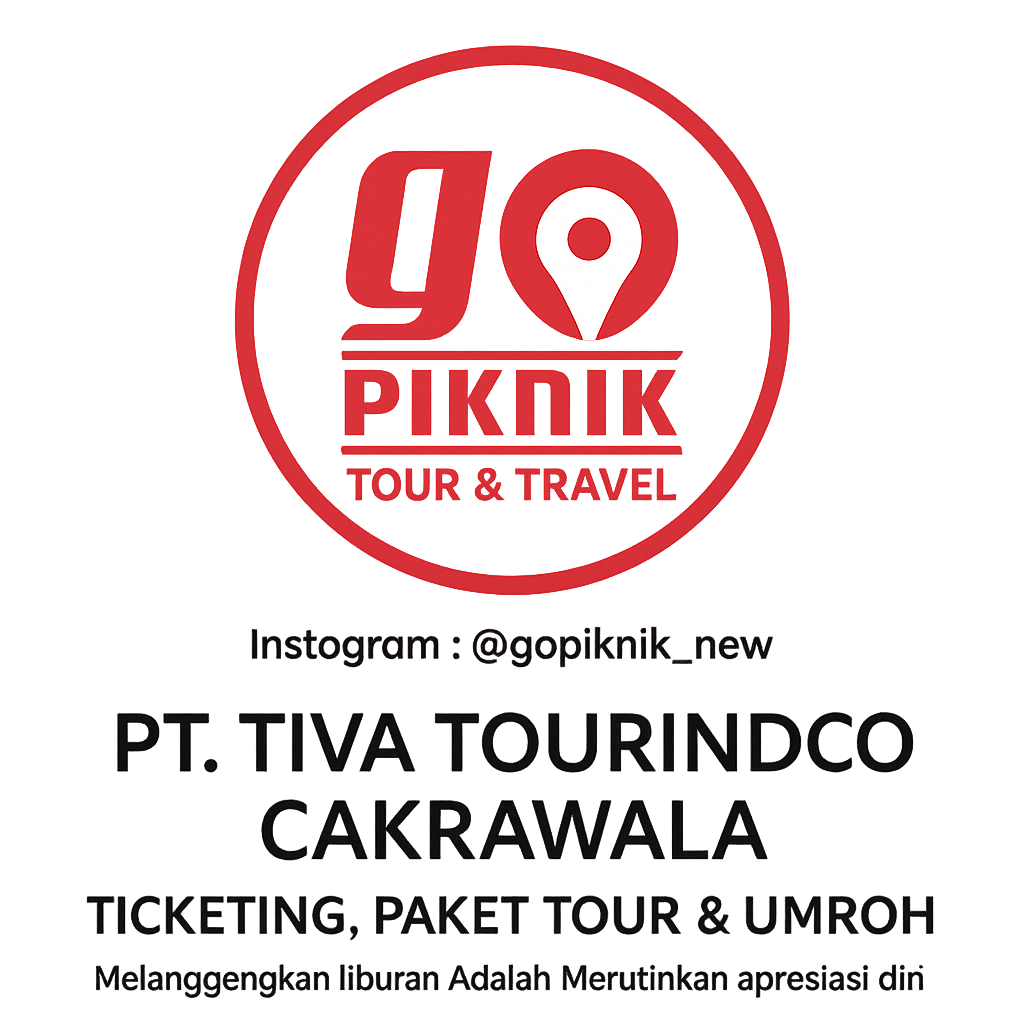 go
PIKNIK
TOUR & TRAVEL
Instogram : @gopiknik_new
PT. TIVA TOURINDCO
CAKRAWALA
TICKETING, PAKET TOUR & UMROH
Melanggengkan liburan Adalah Merutinkan apresiasi diri